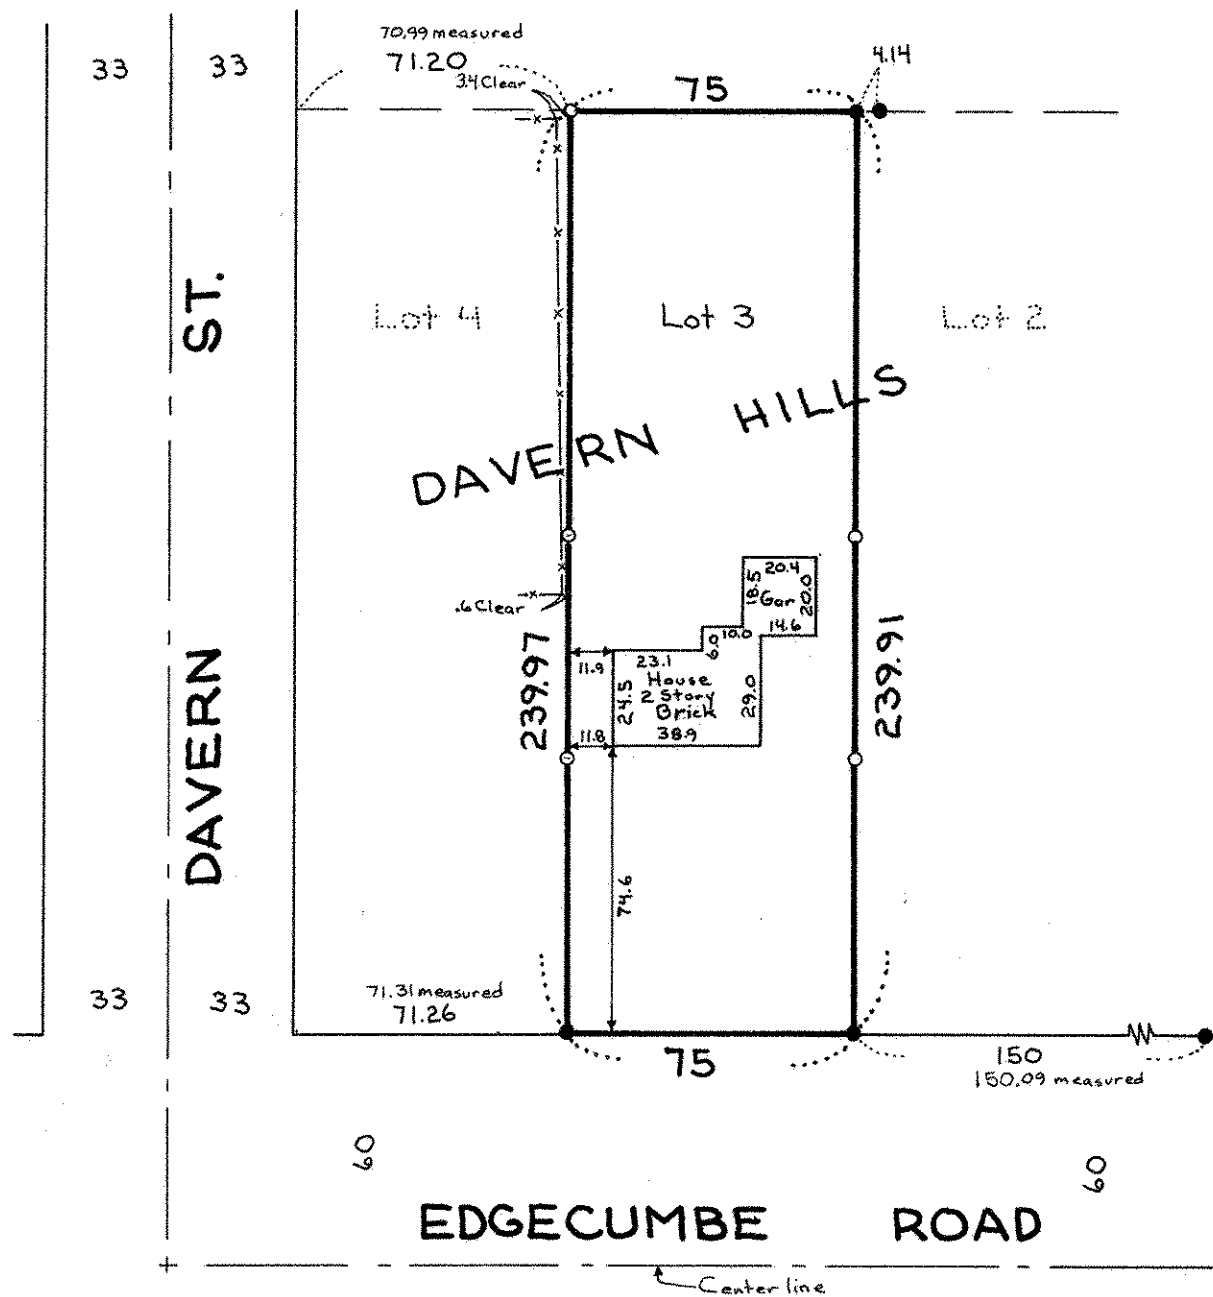 70.99 measured
71.20
3.4 Clear
75
4.14
33
33
DAVERN ST.
Lot 4
Lot 3
Lot 2
DAVERN HILLS
20.4
18.5
Gar
20.0
14.6
10.0
6.0
.6 Clear
239.97
239.91
11.9
23.1
House
2 Story
Brick
24.5
29.0
38.9
11.8
74.6
33
33
71.31 measured
71.26
75
150
150.09 measured
60
60
EDGECUMBE ROAD
Center line